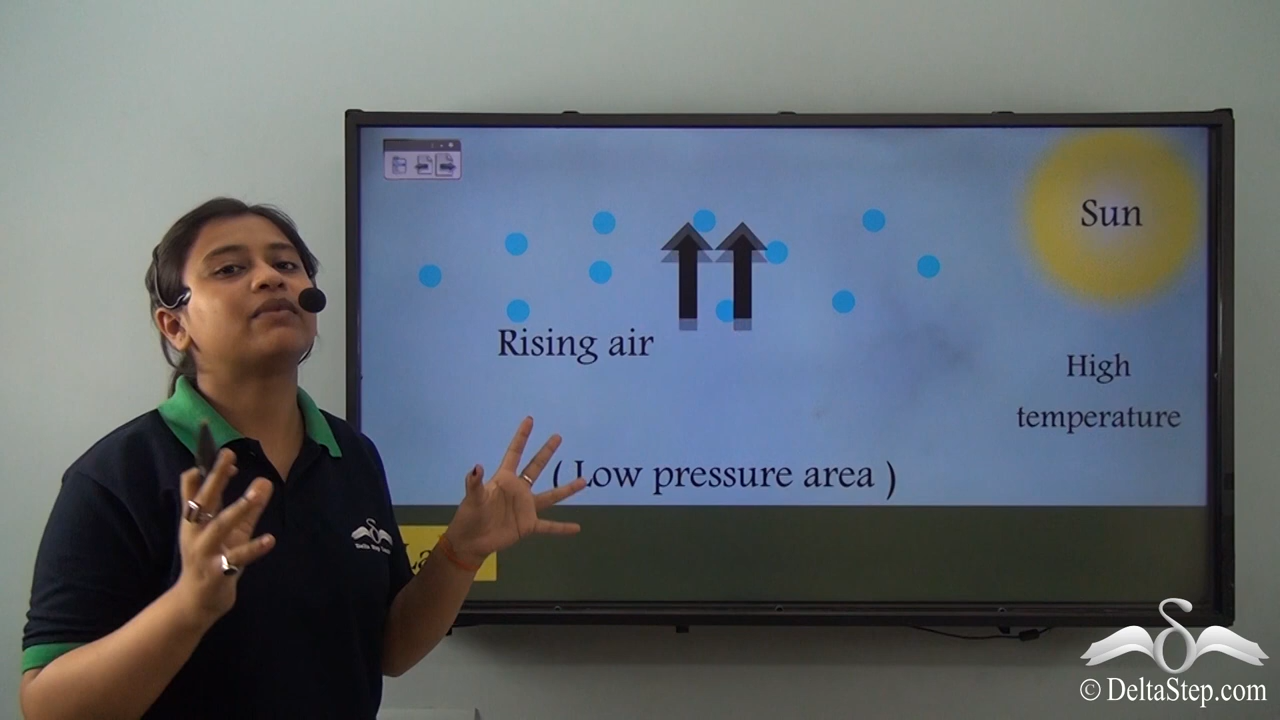 Sun
Rising air
High
temperature
( Low pressure area )
© DeltaStep.com